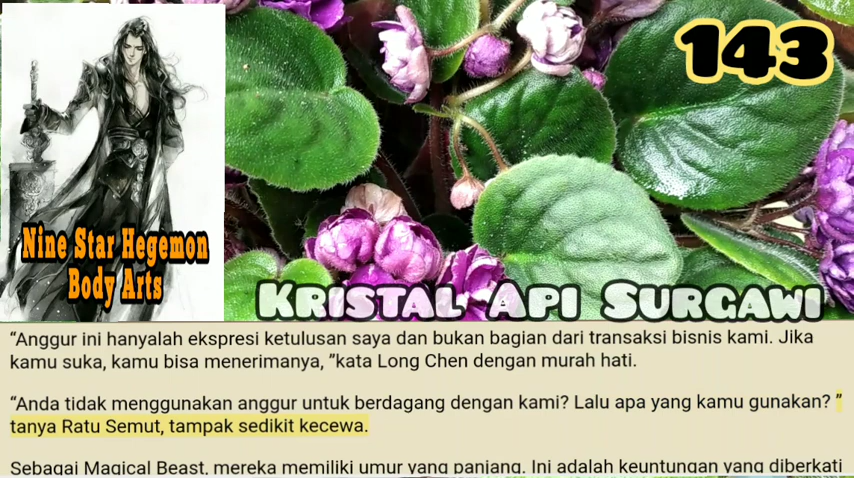 143
Nine Star Hegemon
Body Arts
Kristal Api Surgawi
“Anggur ini hanyalah ekspresi ketulusan saya dan bukan bagian dari transaksi bisnis kami. Jika
kamu suka, kamu bisa menerimanya, ”kata Long Chen dengan murah hati.
“Anda tidak menggunakan anggur untuk berdagang dengan kami? Lalu apa yang kamu gunakan? ”
tanya Ratu Semut, tampak sedikit kecewa.
Sebagai Magical Beast, mereka memiliki umur yang panjang. Ini adalah keuntungan yang diberkati